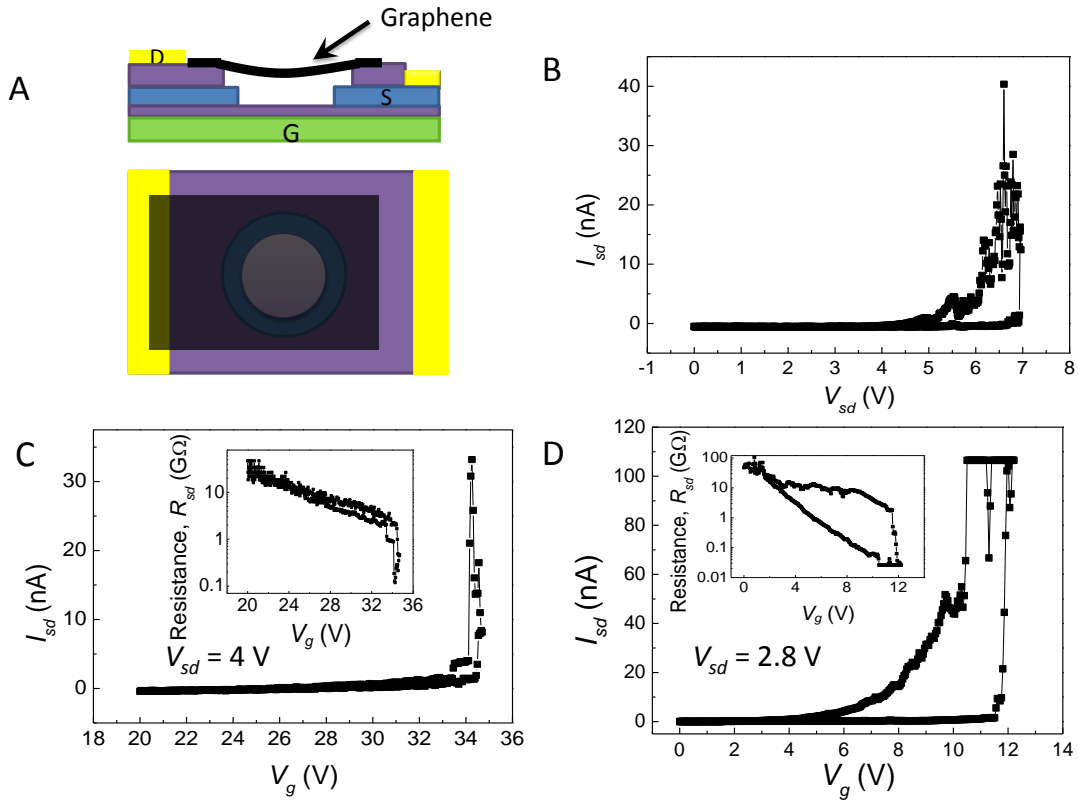 Graphene
A
D
S
G
B
I_sd (nA)
40
30
20
10
0
-1 0 1 2 3 4 5 6 7 8
V_sd (V)
C
I_sd (nA)
30
20
10
0
18 20 22 24 26 28 30 32 34 36
V_g (V)
V_sd = 4 V
Resistance, R_sd (GΩ)
10
1
0.1
20 24 28 32 36
V_g (V)
D
I_sd (nA)
120
100
80
60
40
20
0
0 2 4 6 8 10 12 14
V_g (V)
V_sd = 2.8 V
Resistance, R_sd (GΩ)
100
10
1
0.1
0.01
0 4 8 12
V_g (V)